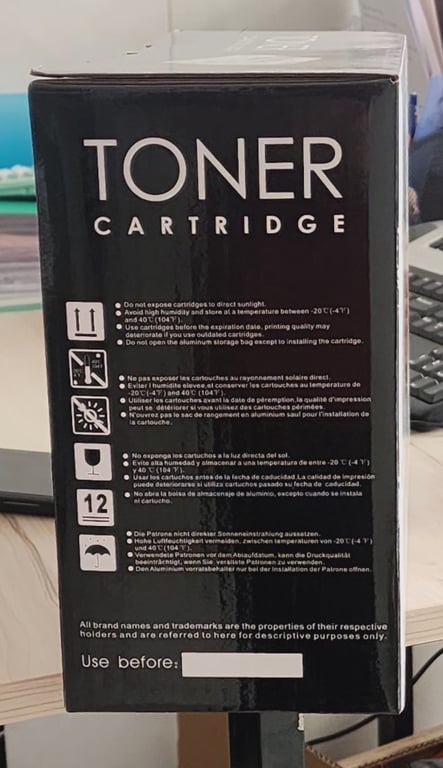 TONER
CARTRIDGE
● Do not expose cartridges to direct sunlight.
● Avoid high humidity and store at a temperature between -20℃(-4℉)
and 40℃(104℉).
● Use cartridges before the expiration date, printing quality may
deteriorate if you use outdated cartridges.
● Do not open the aluminum storage bag except to installing the cartridge.
● Ne pas exposer les cartouches au rayonnement solaire direct.
● Eviter l humidite elevee,et conserver les cartouches au temperature de
-20℃(-4℉) and 40℃ (104℉).
● Utiliser les cartouches avant la date de péremption,la qualité d'impression
peut se détériorer si vous utilisez des cartouches périmées.
● N'ouvrez pas le sac de rangement en aluminium sauf pour l'installation de
la cartouche.
● No exponga los cartuchos a la luz directa del sol.
● Evite alta humedad y almacenar a una temperatura de entre -20 ℃ (-4 ℉)
y 40 ℃ (104 ℉).
● Usar los cartuchos antes de la fecha de caducidad.La calidad de impresión
puede deteriorarse si utiliza cartuchos pasado su fecha de caducidad.
● No abra la bolsa de almacenaje de aluminio, excepto cuando se instala
el cartucho.
12
● Die Patrone nicht direkter Sonneneinstrahlung aussetzen.
● Hohe Luftfeuchtigkeit vermeiden, zwischen temperaturen von -20℃(-4 ℉)
und 40℃(104 ℉).
● Verwendete Patronen vor dem Ablaufdatum, kann die Druckqualität
beeinträchtigt, wenn Sie, veraltete Patronen zu verwenden.
● Den Aluminium vorratsbehalter nur bei der Installation der Patrone offnen.
All brand names and trademarks are the properties of their respective
holders and are referred to here for descriptive purposes only.
Use before: